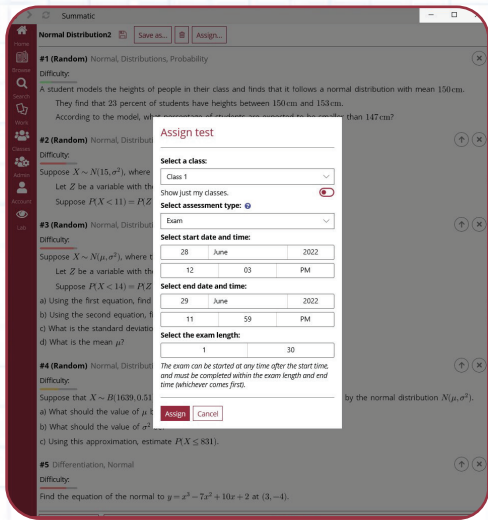 Summatic
Normal Distribution2 Save as... Assign...
Home
Browse
Search
Work
Classes
Admin
Account
Lab
#1 (Random) Normal, Distributions, Probability
Difficulty:
A student models the heights of people in their class and finds that it follows a normal distribution with mean 150 cm.
They find that 23 percent of students have heights between 150 cm and 153 cm.
According to the model, what percentage of students are expected to be smaller than 147 cm?
#2 (Random) Normal, Distribut
Difficulty:
Suppose X ~ N(15, σ²), where
Let Z be a variable with the
Suppose P(X < 11) = P(Z
#3 (Random) Normal, Distribut
Difficulty:
Suppose X ~ N(μ, σ²), where t
Let Z be a variable with the
Suppose P(X < 14) = P(Z
a) Using the first equation, find
b) Using the second equation, fi
c) What is the standard deviatio
d) What is the mean μ?
#4 (Random) Normal, Distributi
Difficulty:
Suppose that X ~ B(1639, 0.51 by the normal distribution N(μ, σ²).
a) What should the value of μ b
b) What should the value of σ² be?
c) Using this approximation, estimate P(X ≤ 831).
#5 Differentiation, Normal
Difficulty:
Find the equation of the normal to y = x³ − 7x² + 10x + 2 at (3, −4).
Assign test
Select a class:
Class 1
Show just my classes.
Select assessment type: ?
Exam
Select start date and time:
28 June 2022
12 03 PM
Select end date and time:
29 June 2022
11 59 PM
Select the exam length:
1 30
The exam can be started at any time after the start time,
and must be completed within the exam length and end
time (whichever comes first).
Assign Cancel